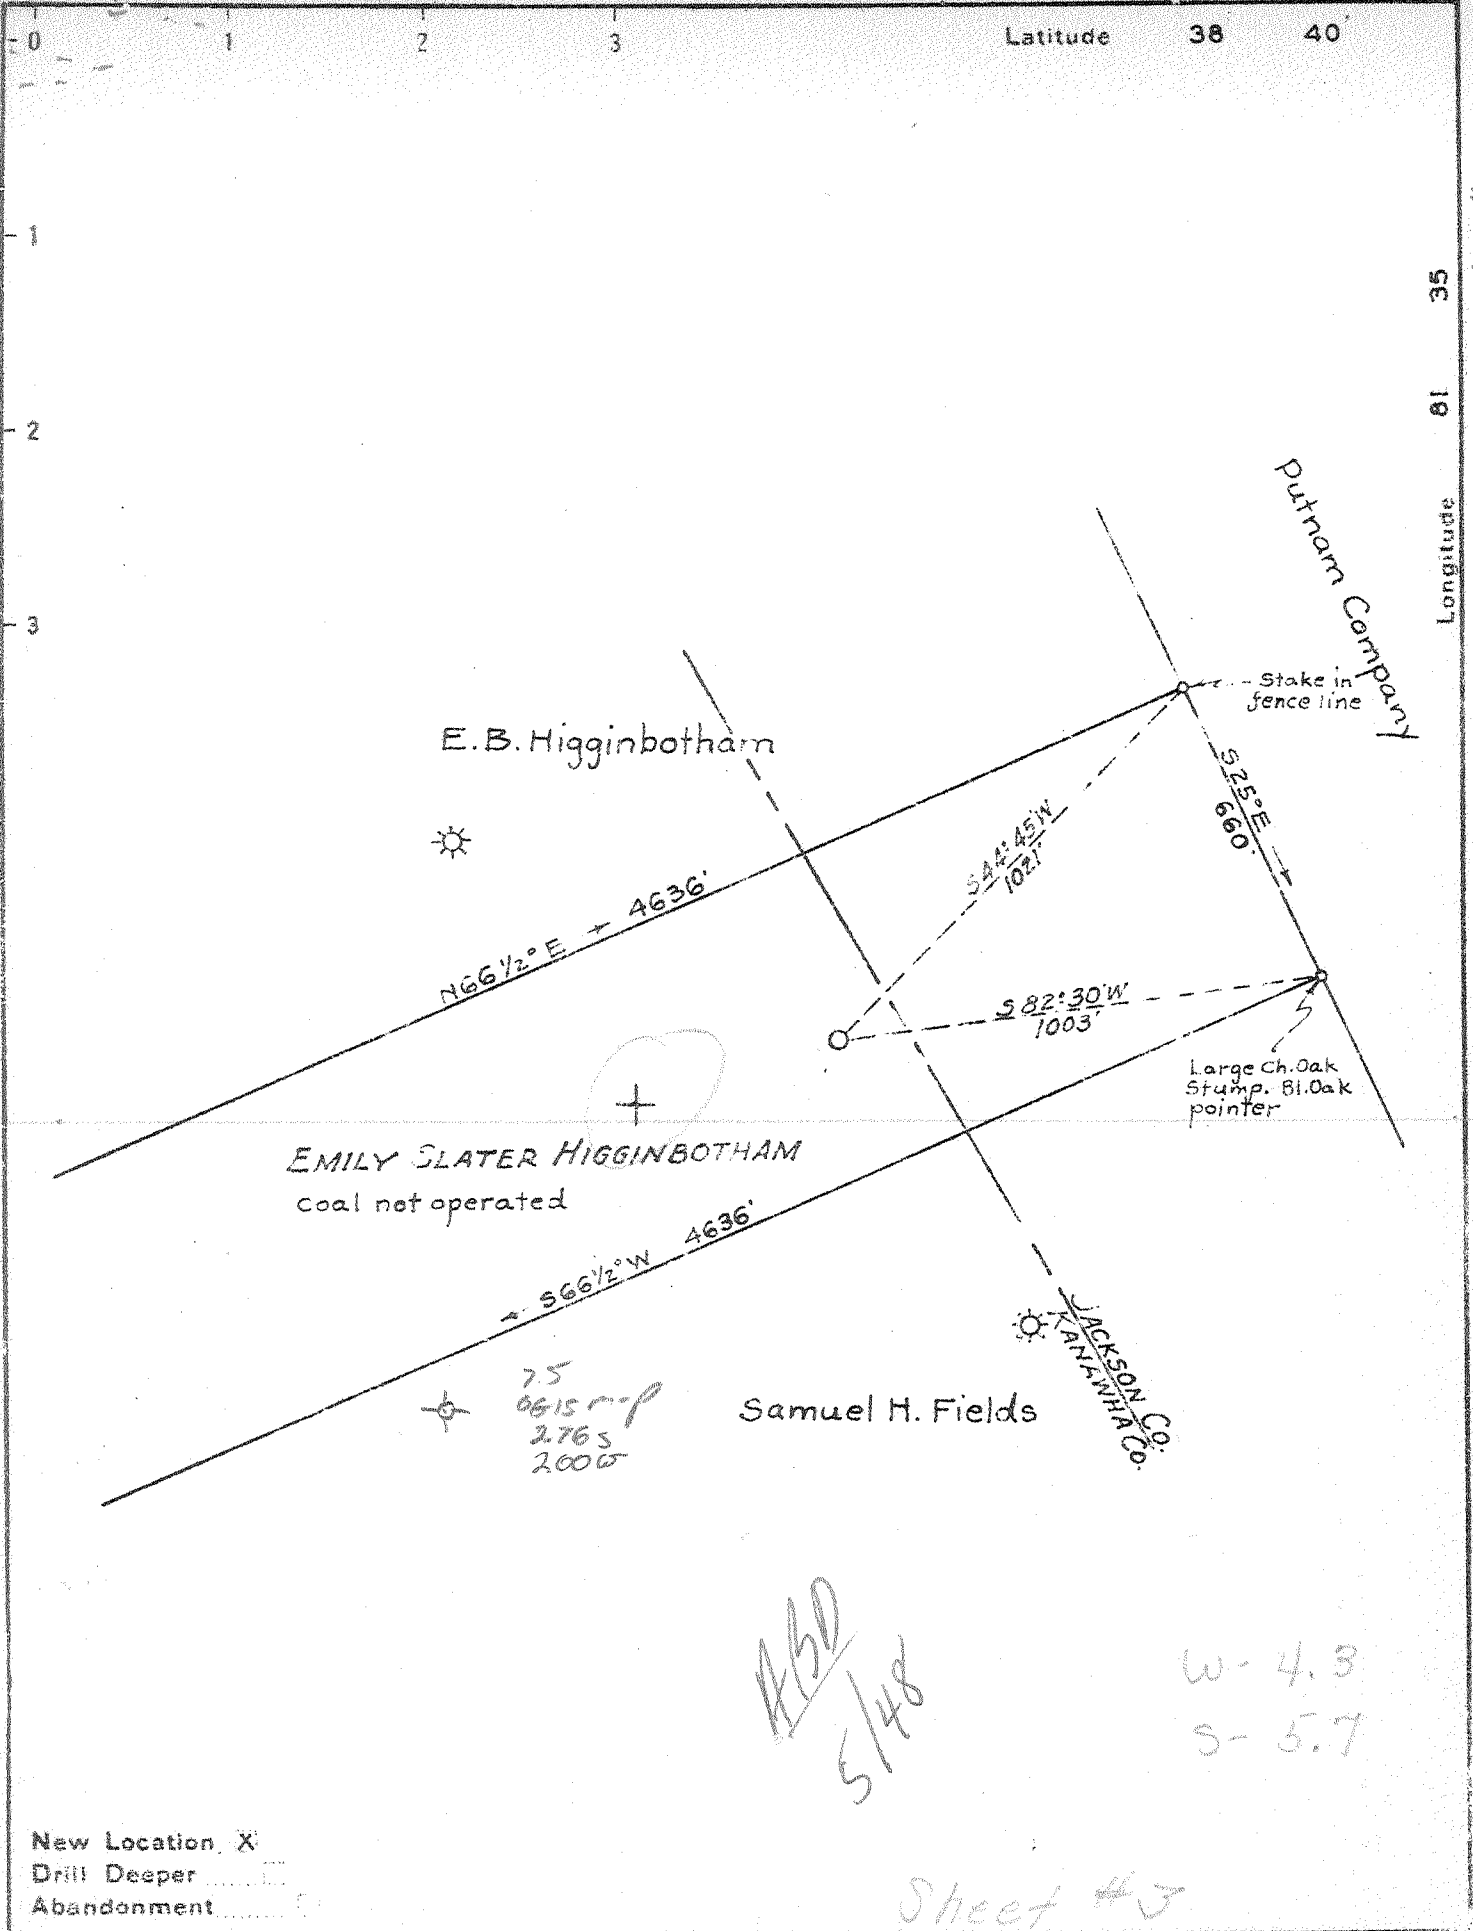 0 1 2 3 Latitude 38 40'
1
2
3
35
81
Longitude
Putnam Company
Stake in
fence line
E.B. Higginbotham
S25°E
660'
S44°:45'W
1021'
N66½°E 4636'
S82°:30'W
1003'
Large Ch. Oak
Stump. Bl. Oak
pointer
EMILY SLATER HIGGINBOTHAM
Coal not operated
S66½°W 4636'
JACKSON CO.
KANAWHA CO.
7.5
2.76 S
2.00 W
Samuel H. Fields
ABD
5/48
W- 4.3
S- 5.7
New Location X
Drill Deeper
Abandonment
Sheet #3